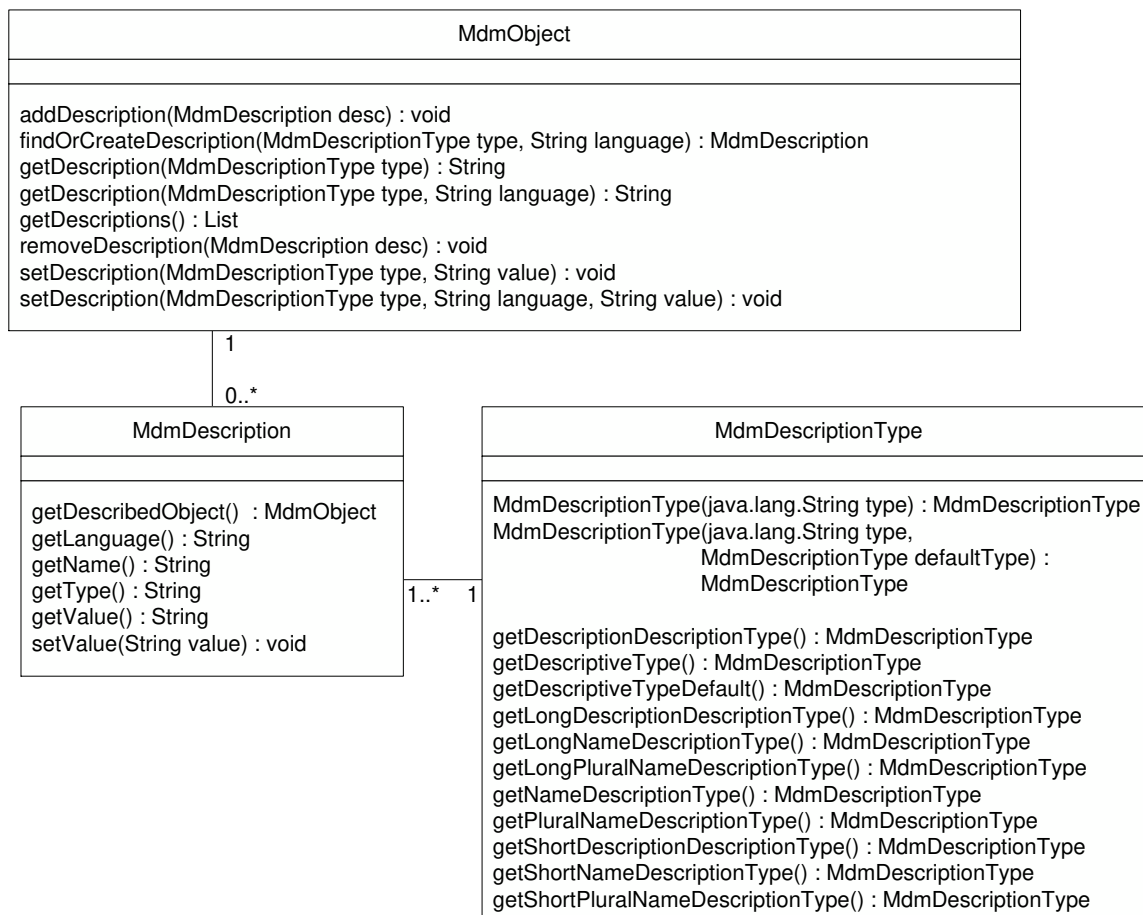 MdmObject
addDescription(MdmDescription desc) : void
findOrCreateDescription(MdmDescriptionType type, String language) : MdmDescription
getDescription(MdmDescriptionType type) : String
getDescription(MdmDescriptionType type, String language) : String
getDescriptions() : List
removeDescription(MdmDescription desc) : void
setDescription(MdmDescriptionType type, String value) : void
setDescription(MdmDescriptionType type, String language, String value) : void
1
0..*
MdmDescription
getDescribedObject() : MdmObject
getLanguage() : String
getName() : String
getType() : String
getValue() : String
setValue(String value) : void
1..* 1
MdmDescriptionType
MdmDescriptionType(java.lang.String type) : MdmDescriptionType
MdmDescriptionType(java.lang.String type,
MdmDescriptionType defaultType) :
MdmDescriptionType
getDescriptionDescriptionType() : MdmDescriptionType
getDescriptiveType() : MdmDescriptionType
getDescriptiveTypeDefault() : MdmDescriptionType
getLongDescriptionDescriptionType() : MdmDescriptionType
getLongNameDescriptionType() : MdmDescriptionType
getLongPluralNameDescriptionType() : MdmDescriptionType
getNameDescriptionType() : MdmDescriptionType
getPluralNameDescriptionType() : MdmDescriptionType
getShortDescriptionDescriptionType() : MdmDescriptionType
getShortNameDescriptionType() : MdmDescriptionType
getShortPluralNameDescriptionType() : MdmDescriptionType